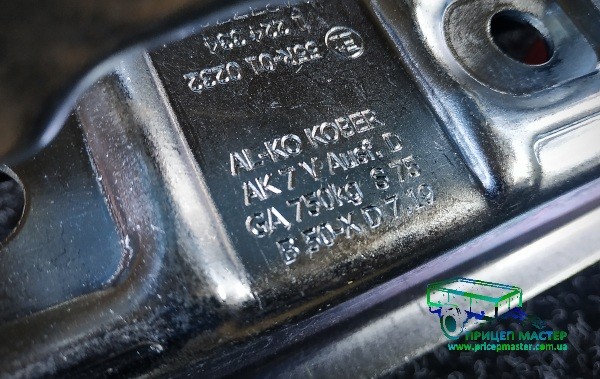 AL-KO KOBER
AK 7 V Ausf. D
GA 750kg S 75
B 50-X D 7,19
55R-01 0232
ПРИЦЕП МАСТЕР
www.pricepmaster.com.ua